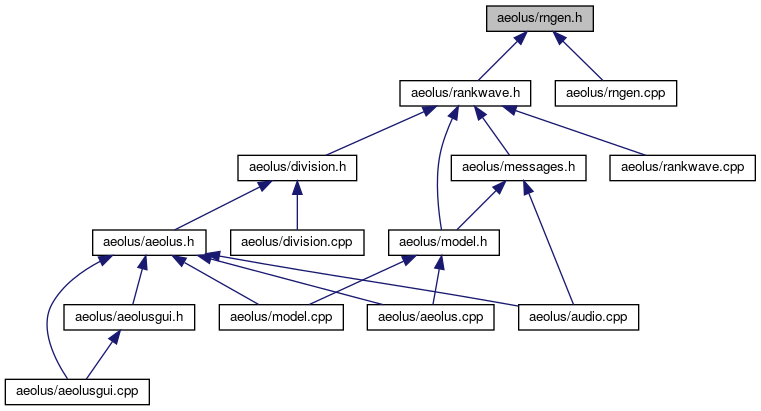 aeolus/rngen.h
aeolus/rankwave.h
aeolus/rngen.cpp
aeolus/division.h
aeolus/messages.h
aeolus/rankwave.cpp
aeolus/aeolus.h
aeolus/division.cpp
aeolus/model.h
aeolus/aeolusgui.h
aeolus/model.cpp
aeolus/aeolus.cpp
aeolus/audio.cpp
aeolus/aeolusgui.cpp